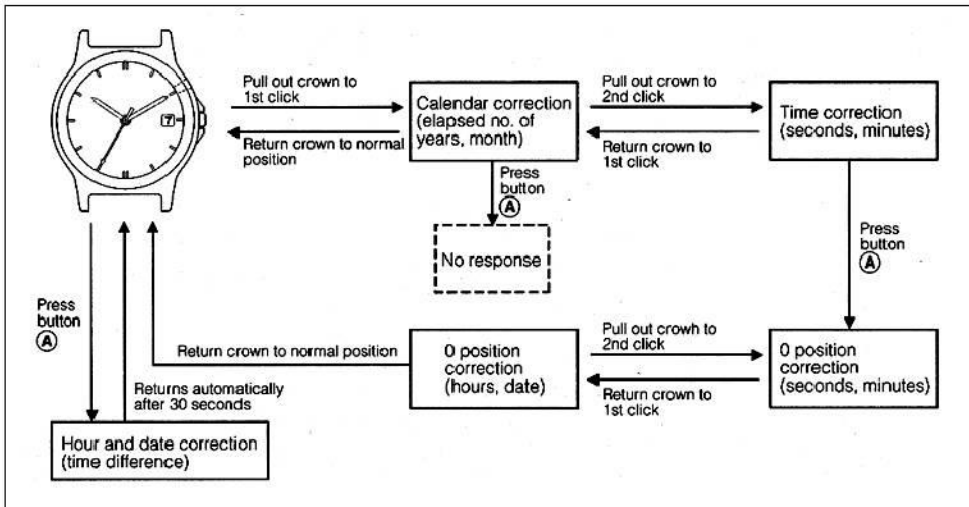 7
Pull out crown to
1st click
Return crown to normal
position
Calendar correction
(elapsed no. of
years, month)
Pull out crown to
2nd click
Return crown to
1st click
Time correction
(seconds, minutes)
Press
button
A
No response
Press
button
A
Press
button
A
Return crown to normal position
Returns automatically
after 30 seconds
Hour and date correction
(time difference)
0 position
correction
(hours, date)
Pull out crowh to
2nd click
Return crown to
1st click
0 position
correction
(seconds, minutes)